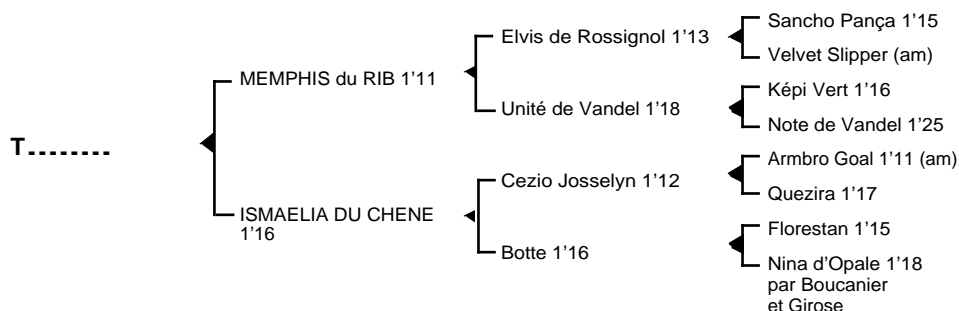 T--------
MEMPHIS du RIB 1’11
ISMAELIA DU CHENE
1’16
Elvis de Rossignol 1’13
Unité de Vandel 1’18
Cezio Josselyn 1’12
Botte 1’16
Sancho Pança 1’15
Velvet Slipper (am)
Képi Vert 1’16
Note de Vandel 1’25
Armbro Goal 1’11 (am)
Quezira 1’17
Florestan 1’15
Nina d’Opale 1’18
par Boucanier
et Girose